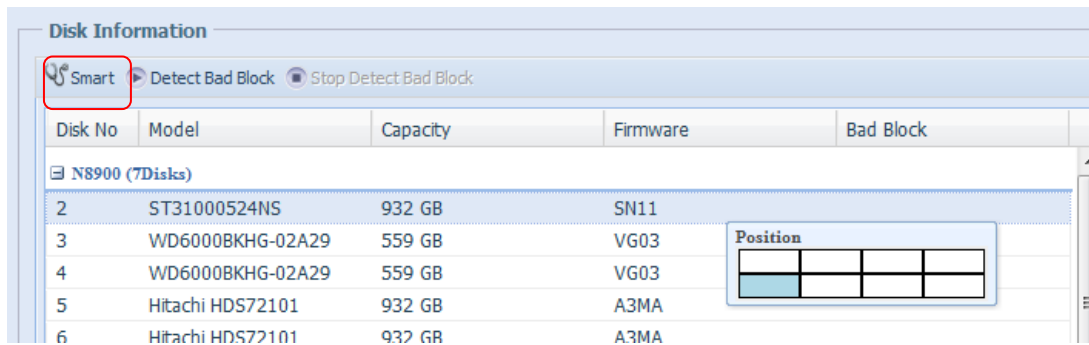 Disk Information
Smart Detect Bad Block Stop Detect Bad Block
Disk No Model Capacity Firmware Bad Block
N8900 (7Disks)
2 ST31000524NS 932 GB SN11
3 WD6000BKHG-02A29 559 GB VG03
Position
4 WD6000BKHG-02A29 559 GB VG03
5 Hitachi HDS72101 932 GB A3MA
6 Hitachi HDS72101 932 GB A3MA